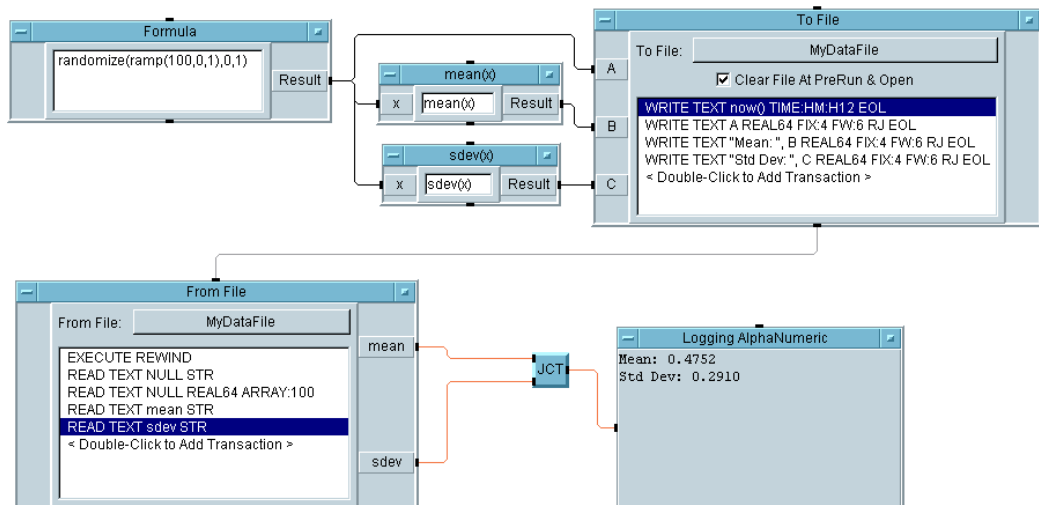 Formula
randomize(ramp(100,0,1),0,1)
Result
mean(x)
x
mean(x)
Result
sdev(x)
x
sdev(x)
Result
To File
To File:
MyDataFile
Clear File At PreRun & Open
A
B
C
WRITE TEXT now() TIME:HM:H12 EOL
WRITE TEXT A REAL64 FIX:4 FW:6 RJ EOL
WRITE TEXT "Mean: ", B REAL64 FIX:4 FW:6 RJ EOL
WRITE TEXT "Std Dev: ", C REAL64 FIX:4 FW:6 RJ EOL
< Double-Click to Add Transaction >
From File
From File:
MyDataFile
EXECUTE REWIND
READ TEXT NULL STR
READ TEXT NULL REAL64 ARRAY:100
READ TEXT mean STR
READ TEXT sdev STR
< Double-Click to Add Transaction >
mean
sdev
JCT
Logging AlphaNumeric
Mean: 0.4752
Std Dev: 0.2910